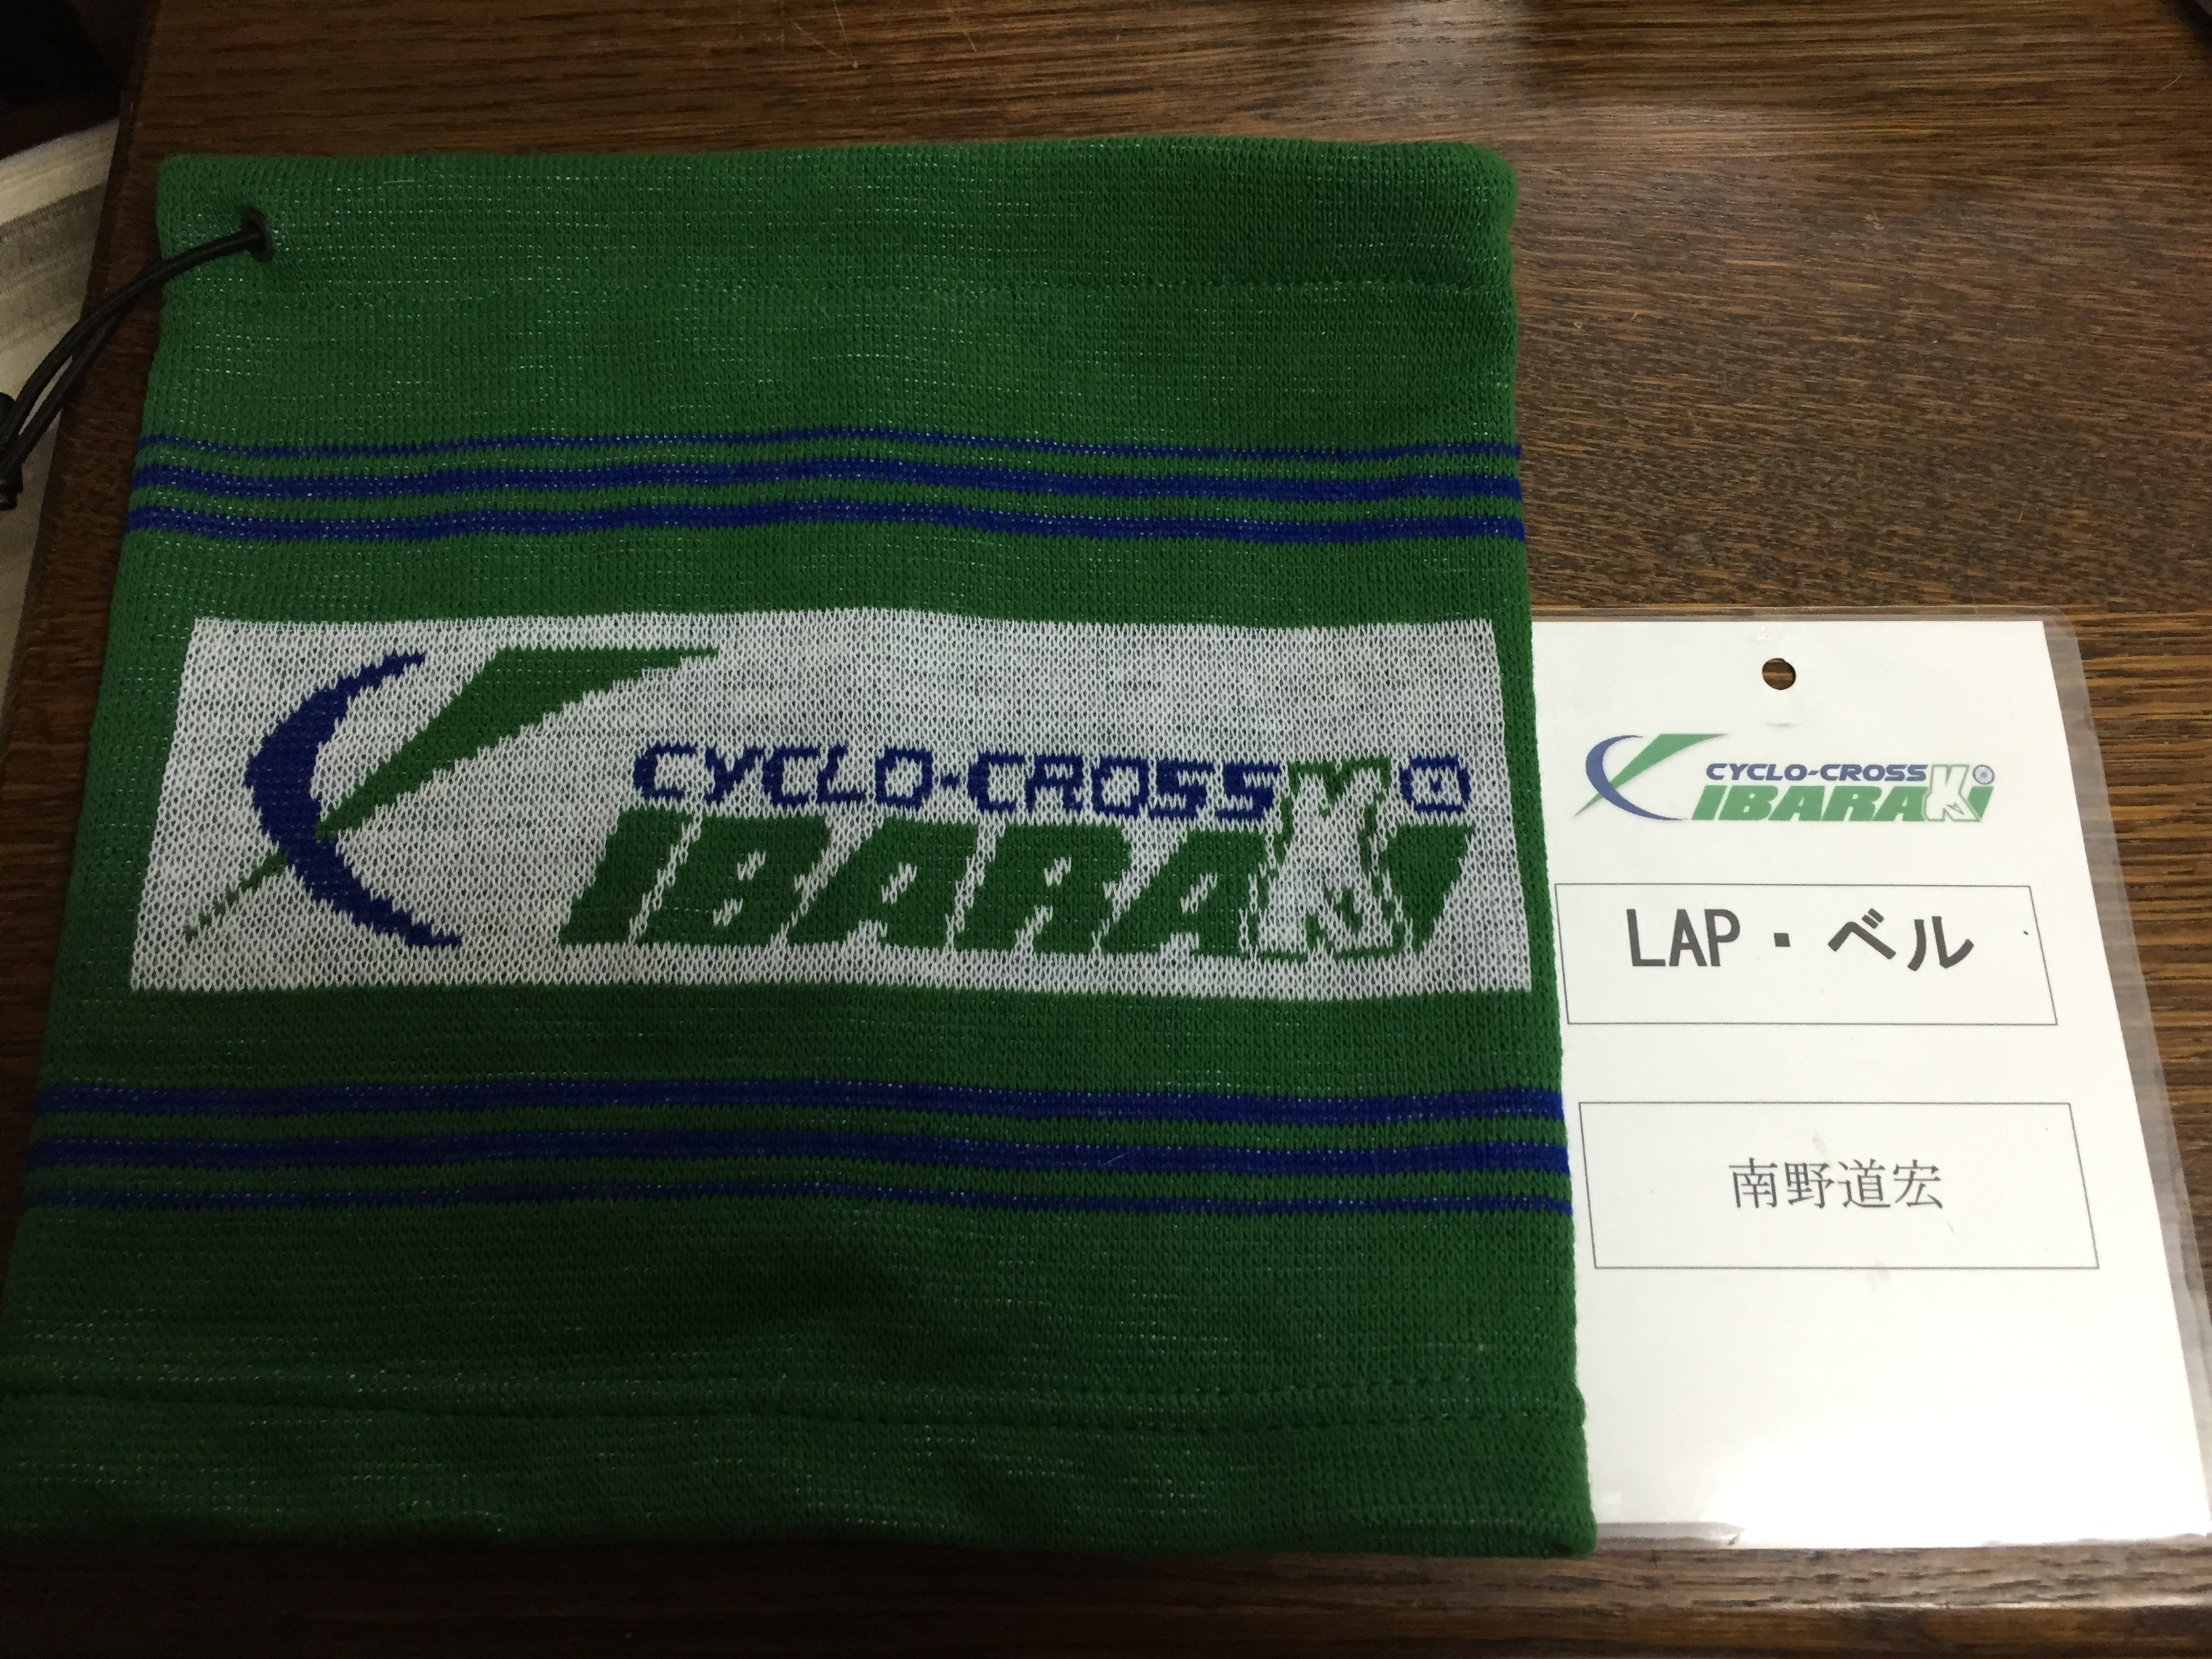 CYCLO-CROSS
IBARAKi
CYCLO-CROSS
IBARAKi
LAP・ベル
南野道宏